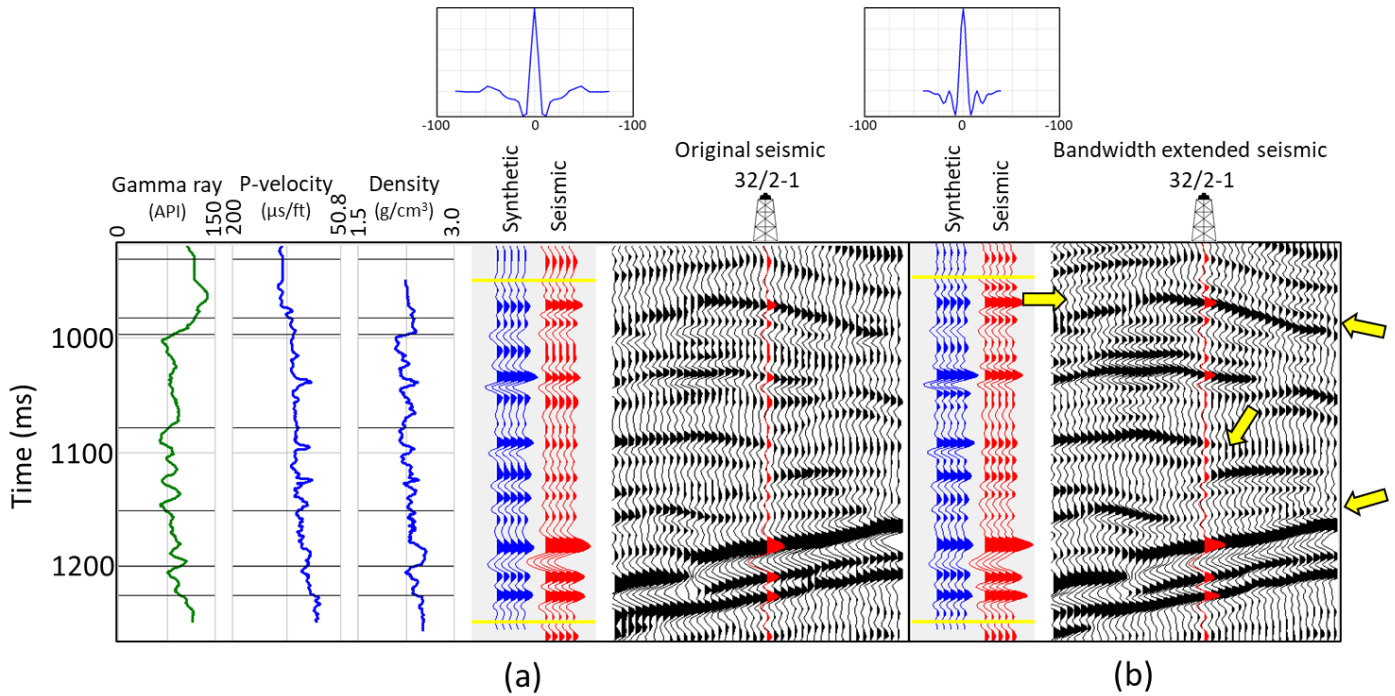 -100 0 -100
-100 0 -100
Original seismic
32/2-1
Bandwidth extended seismic
32/2-1
Synthetic
Seismic
Synthetic
Seismic
Gamma ray
(API)
P-velocity
(µs/ft)
Density
(g/cm³)
0 150
200 50.8
1.5 3.0
Time (ms)
1000
1100
1200
(a)
(b)